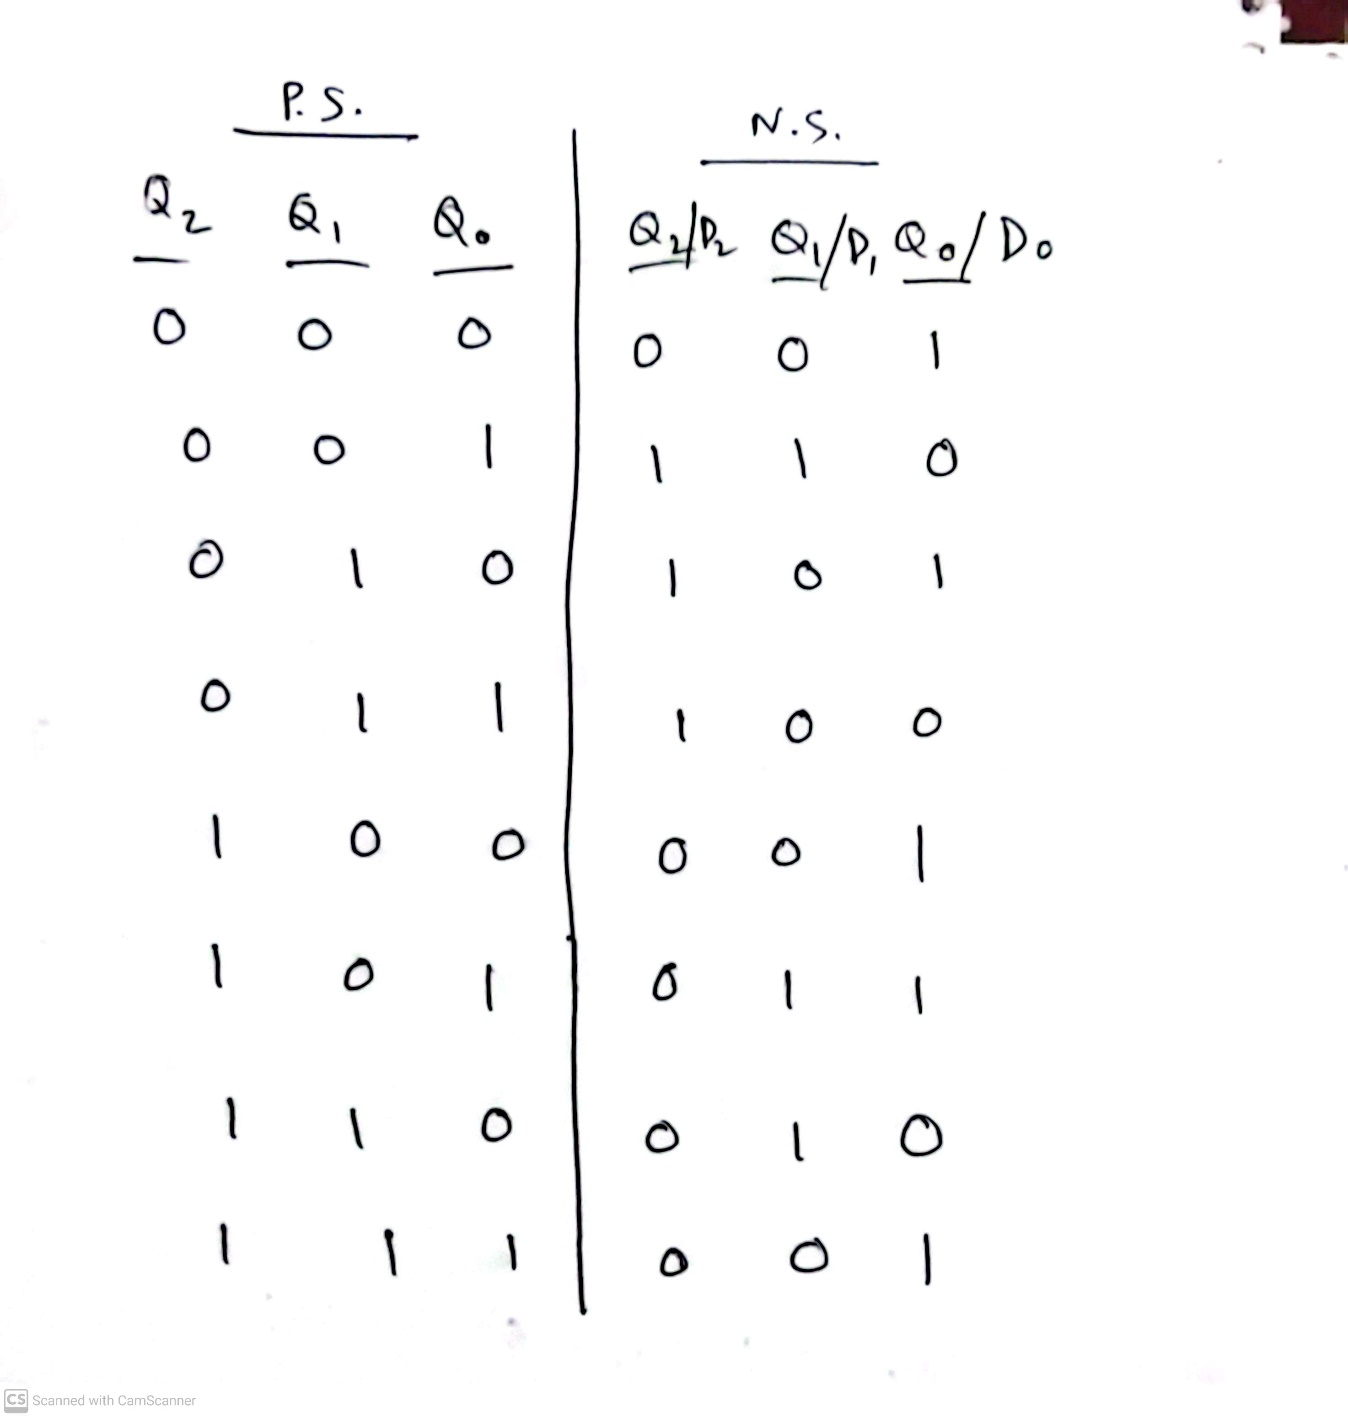 P.S. N.S.
Q2 Q1 Q0 Q2/D2 Q1/D1 Q0/D0
0 0 0 0 0 1
0 0 1 1 1 0
0 1 0 1 0 1
0 1 1 1 0 0
1 0 0 0 0 1
1 0 1 0 1 1
1 1 0 0 1 0
1 1 1 0 0 1
CS Scanned with CamScanner